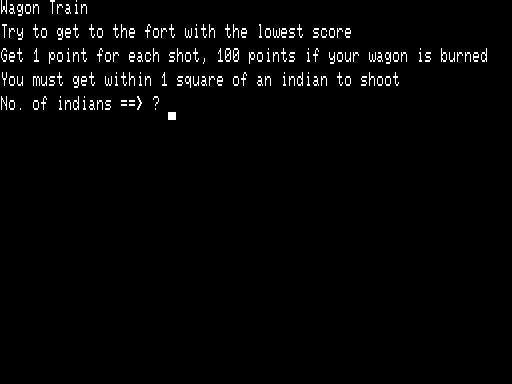 Wagon Train
Try to get to the fort with the lowest score
Get 1 point for each shot, 100 points if your wagon is burned
You must get within 1 square of an indian to shoot
No. of indians ==> ?